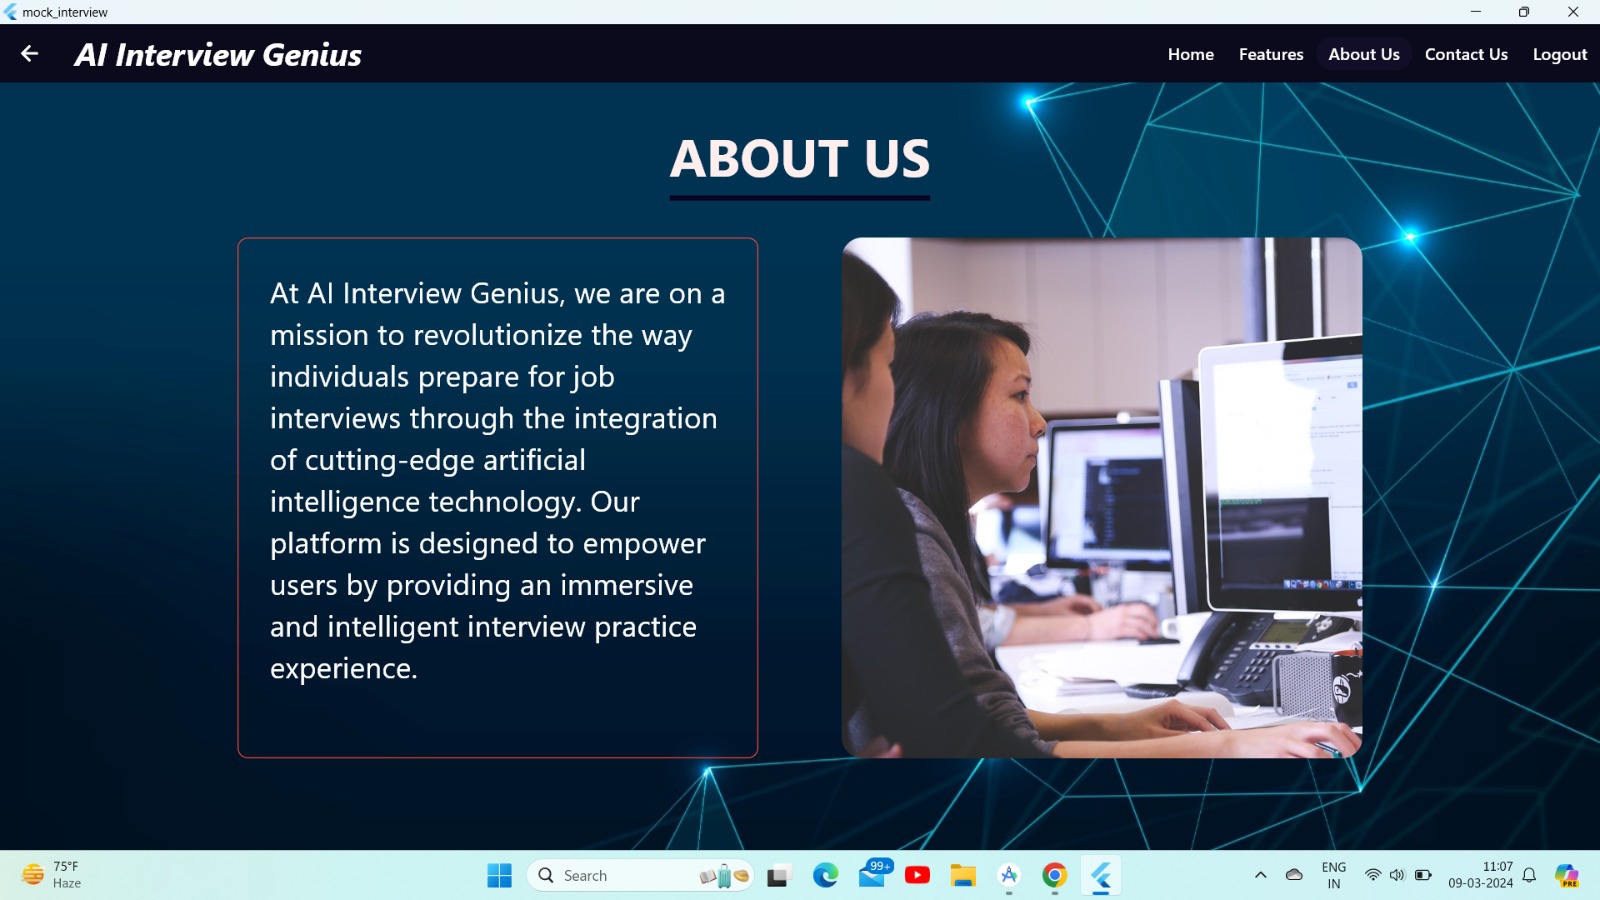 mock_interview
AI Interview Genius
Home Features About Us Contact Us Logout
ABOUT US
At AI Interview Genius, we are on a
mission to revolutionize the way
individuals prepare for job
interviews through the integration
of cutting-edge artificial
intelligence technology. Our
platform is designed to empower
users by providing an immersive
and intelligent interview practice
experience.
75°F
Haze
Search
99+
ENG
IN
11:07
09-03-2024
PRE